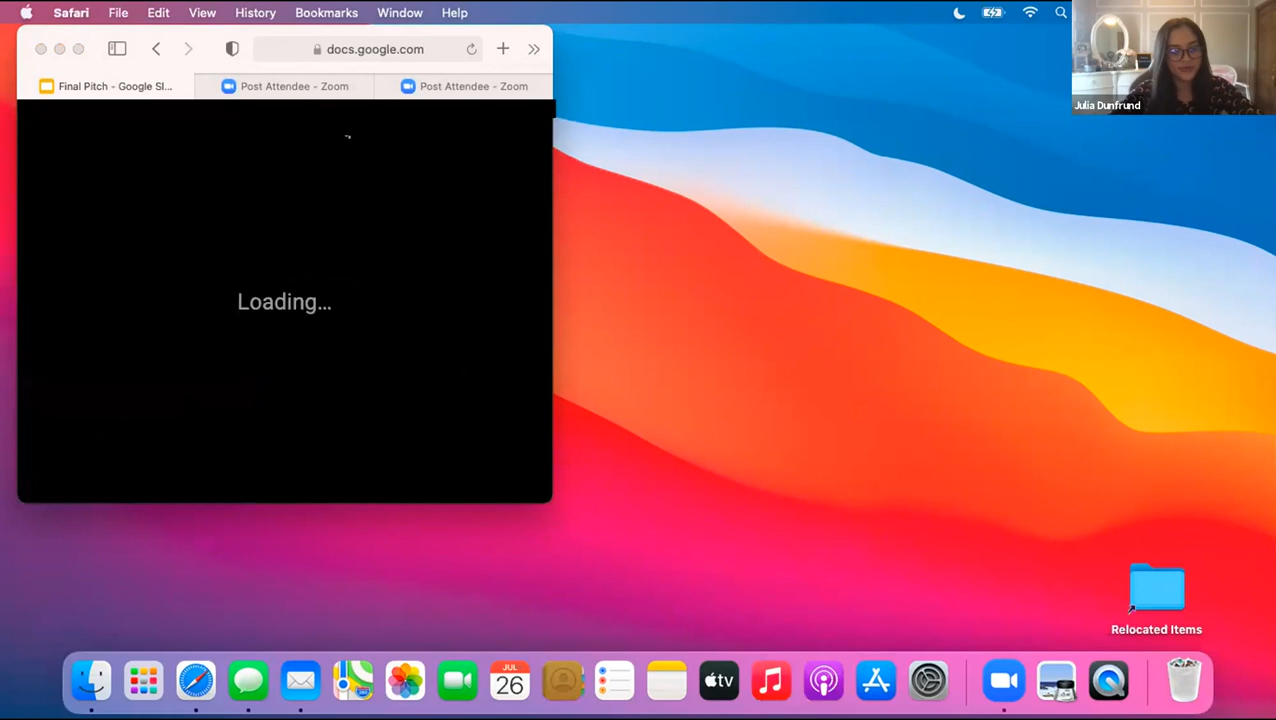 Safari File Edit View History Bookmarks Window Help
docs.google.com
Final Pitch - Google Sl... Post Attendee - Zoom Post Attendee - Zoom
Julia Dunfrund
Loading...
Relocated Items
JUL
26
tv